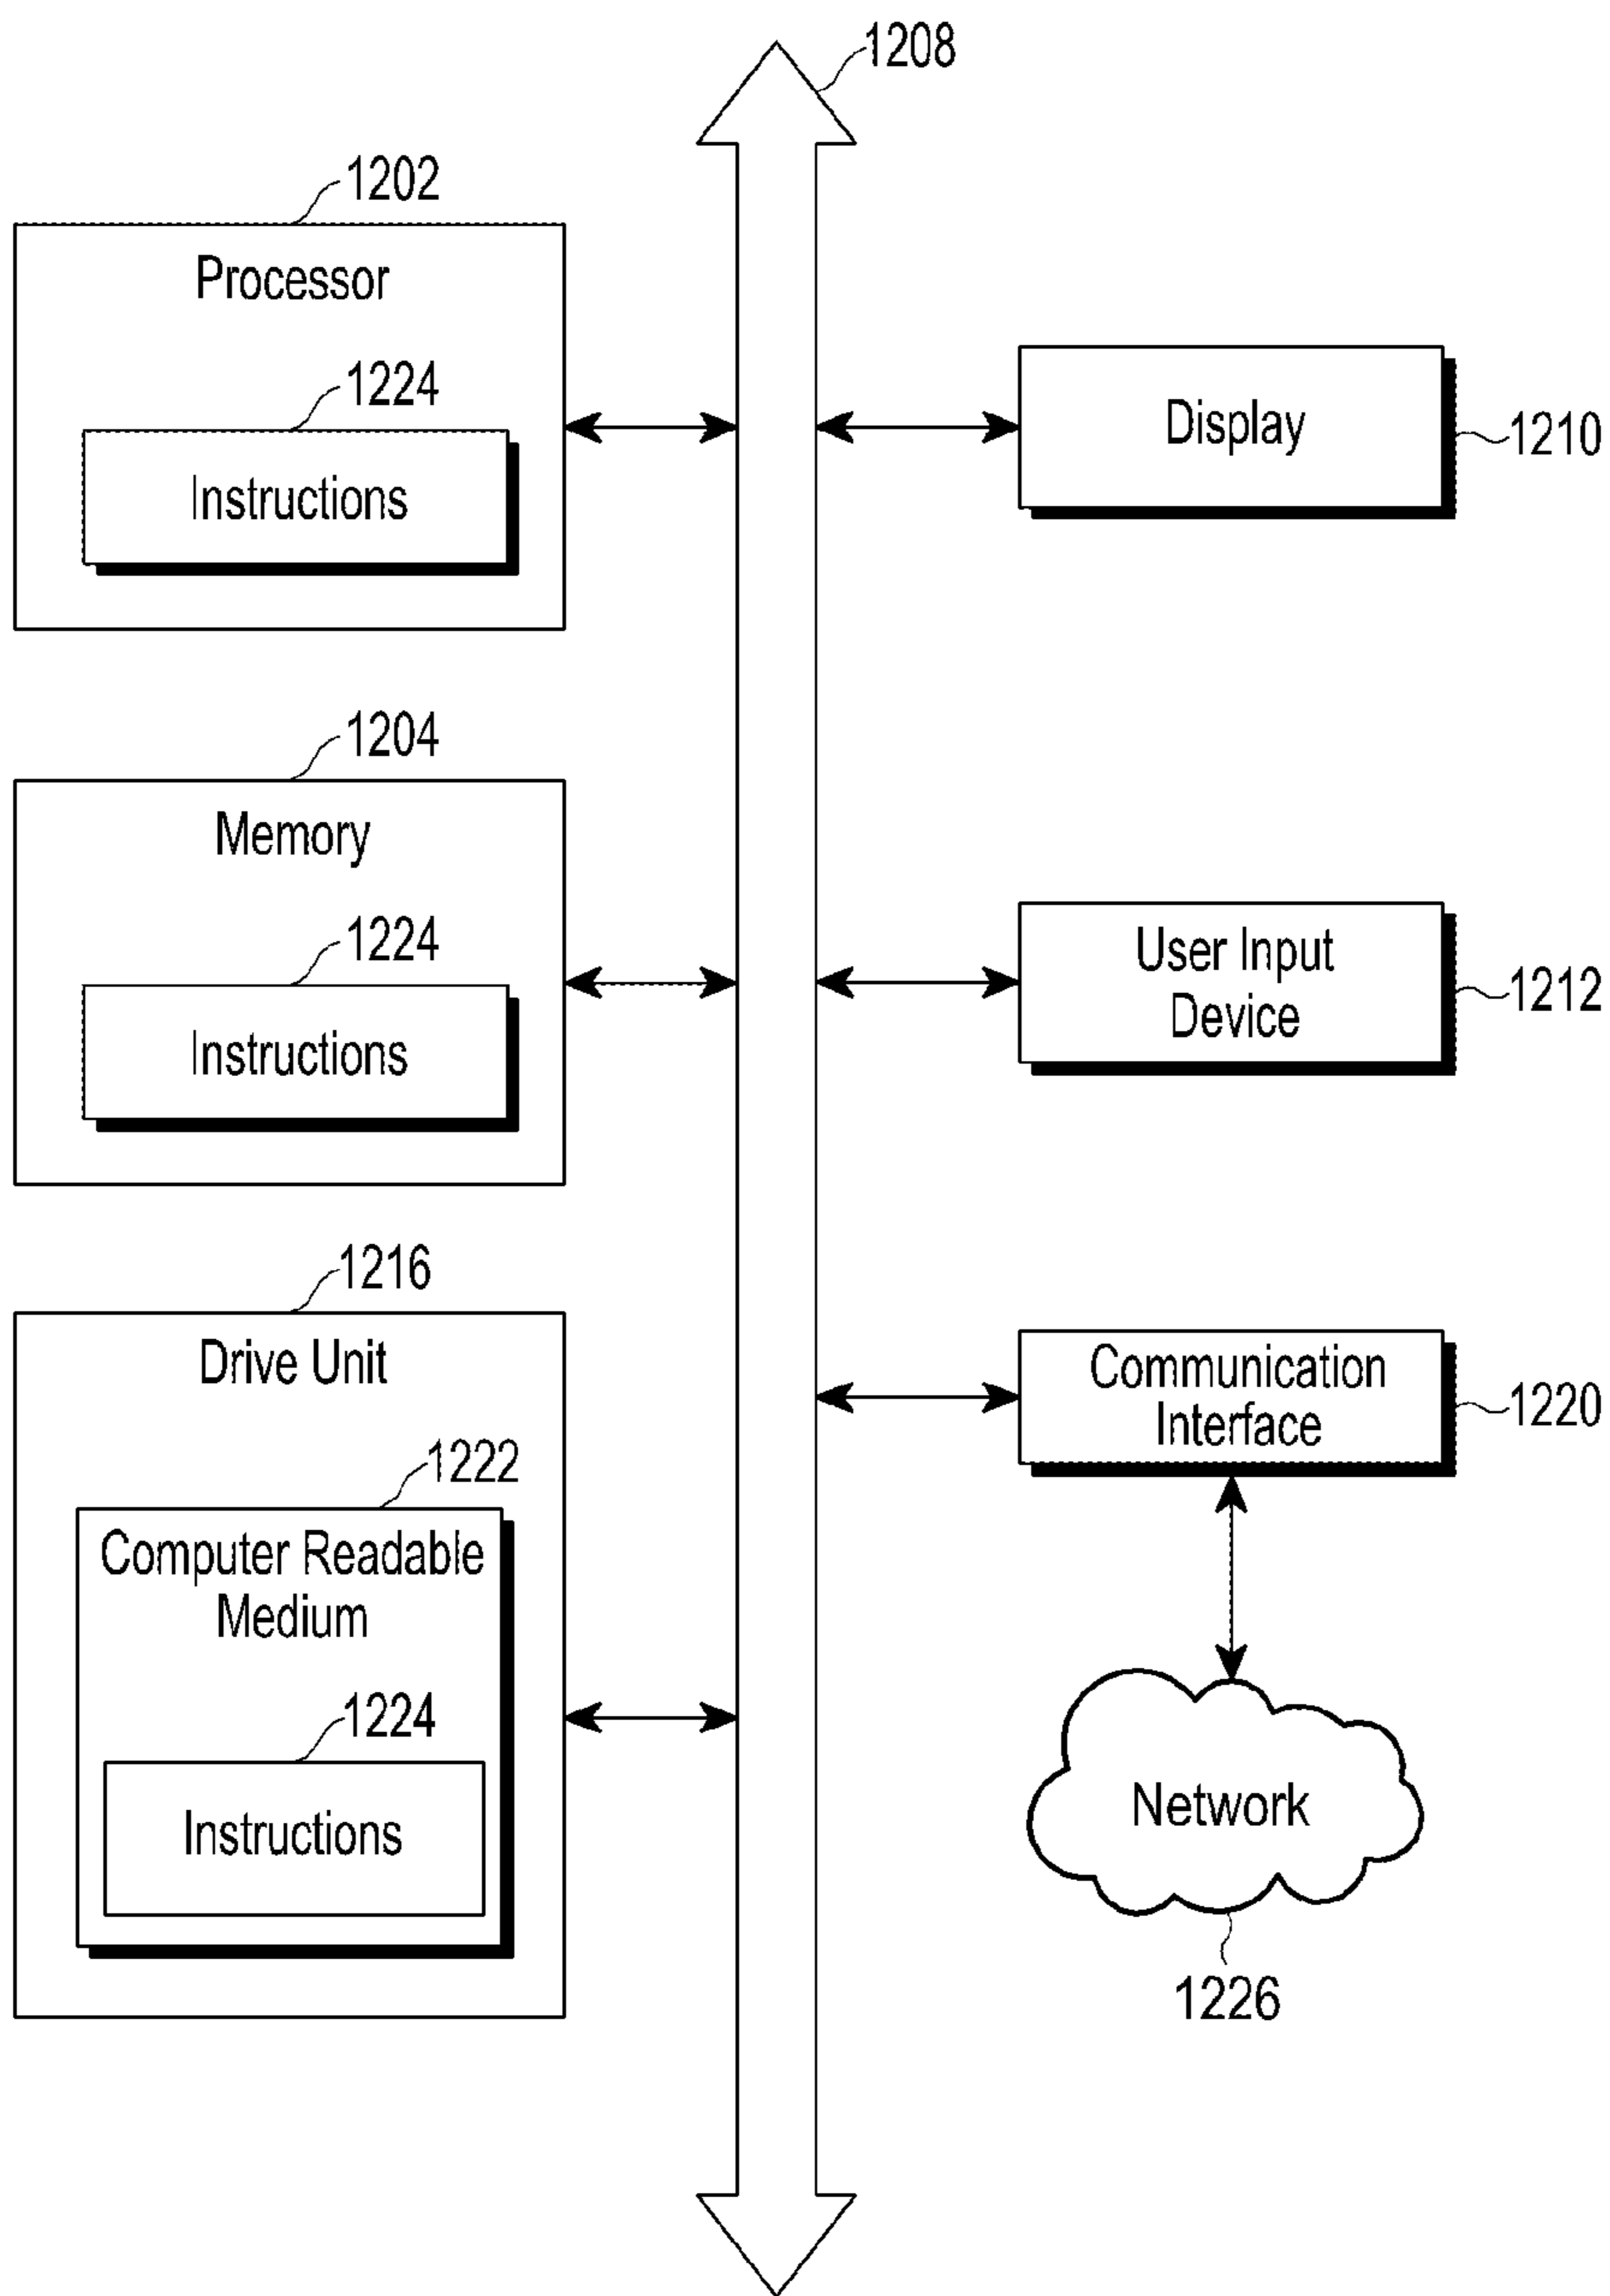 1208
1202
Processor
1224
Instructions
Display
1210
1204
Memory
1224
Instructions
User Input
Device
1212
1216
Drive Unit
1222
Computer Readable
Medium
1224
Instructions
Communication
Interface
1220
Network
1226